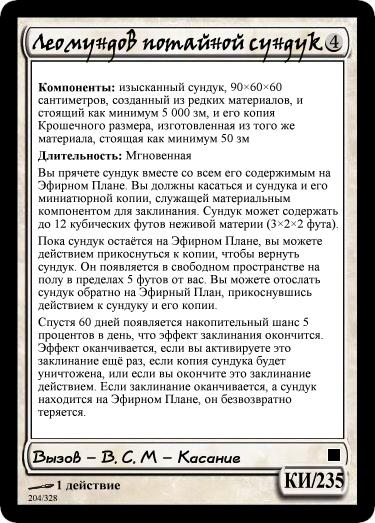 Леомундов потайной сундук 4
Компоненты: изысканный сундук, 90×60×60
сантиметров, созданный из редких материалов, и
стоящий как минимум 5 000 зм, и его копия
Крошечного размера, изготовленная из того же
материала, стоящая как минимум 50 зм
Длительность: Мгновенная
Вы прячете сундук вместе со всем его содержимым на
Эфирном Плане. Вы должны касаться и сундука и его
миниатюрной копии, служащей материальным
компонентом для заклинания. Сундук может содержать
до 12 кубических футов неживой материи (3×2×2 фута).
Пока сундук остаётся на Эфирном Плане, вы можете
действием прикоснуться к копии, чтобы вернуть
сундук. Он появляется в свободном пространстве на
полу в пределах 5 футов от вас. Вы можете отослать
сундук обратно на Эфирный План, прикоснувшись
действием к сундуку и его копии.
Спустя 60 дней появляется накопительный шанс 5
процентов в день, что эффект заклинания окончится.
Эффект оканчивается, если вы активируете это
заклинание ещё раз, если копия сундука будет
уничтожена, или если вы окончите это заклинание
действием. Если заклинание оканчивается, а сундук
находится на Эфирном Плане, он безвозвратно
теряется.
Вызов – В, С, М – Касание
1 действие
КИ/235
204/328